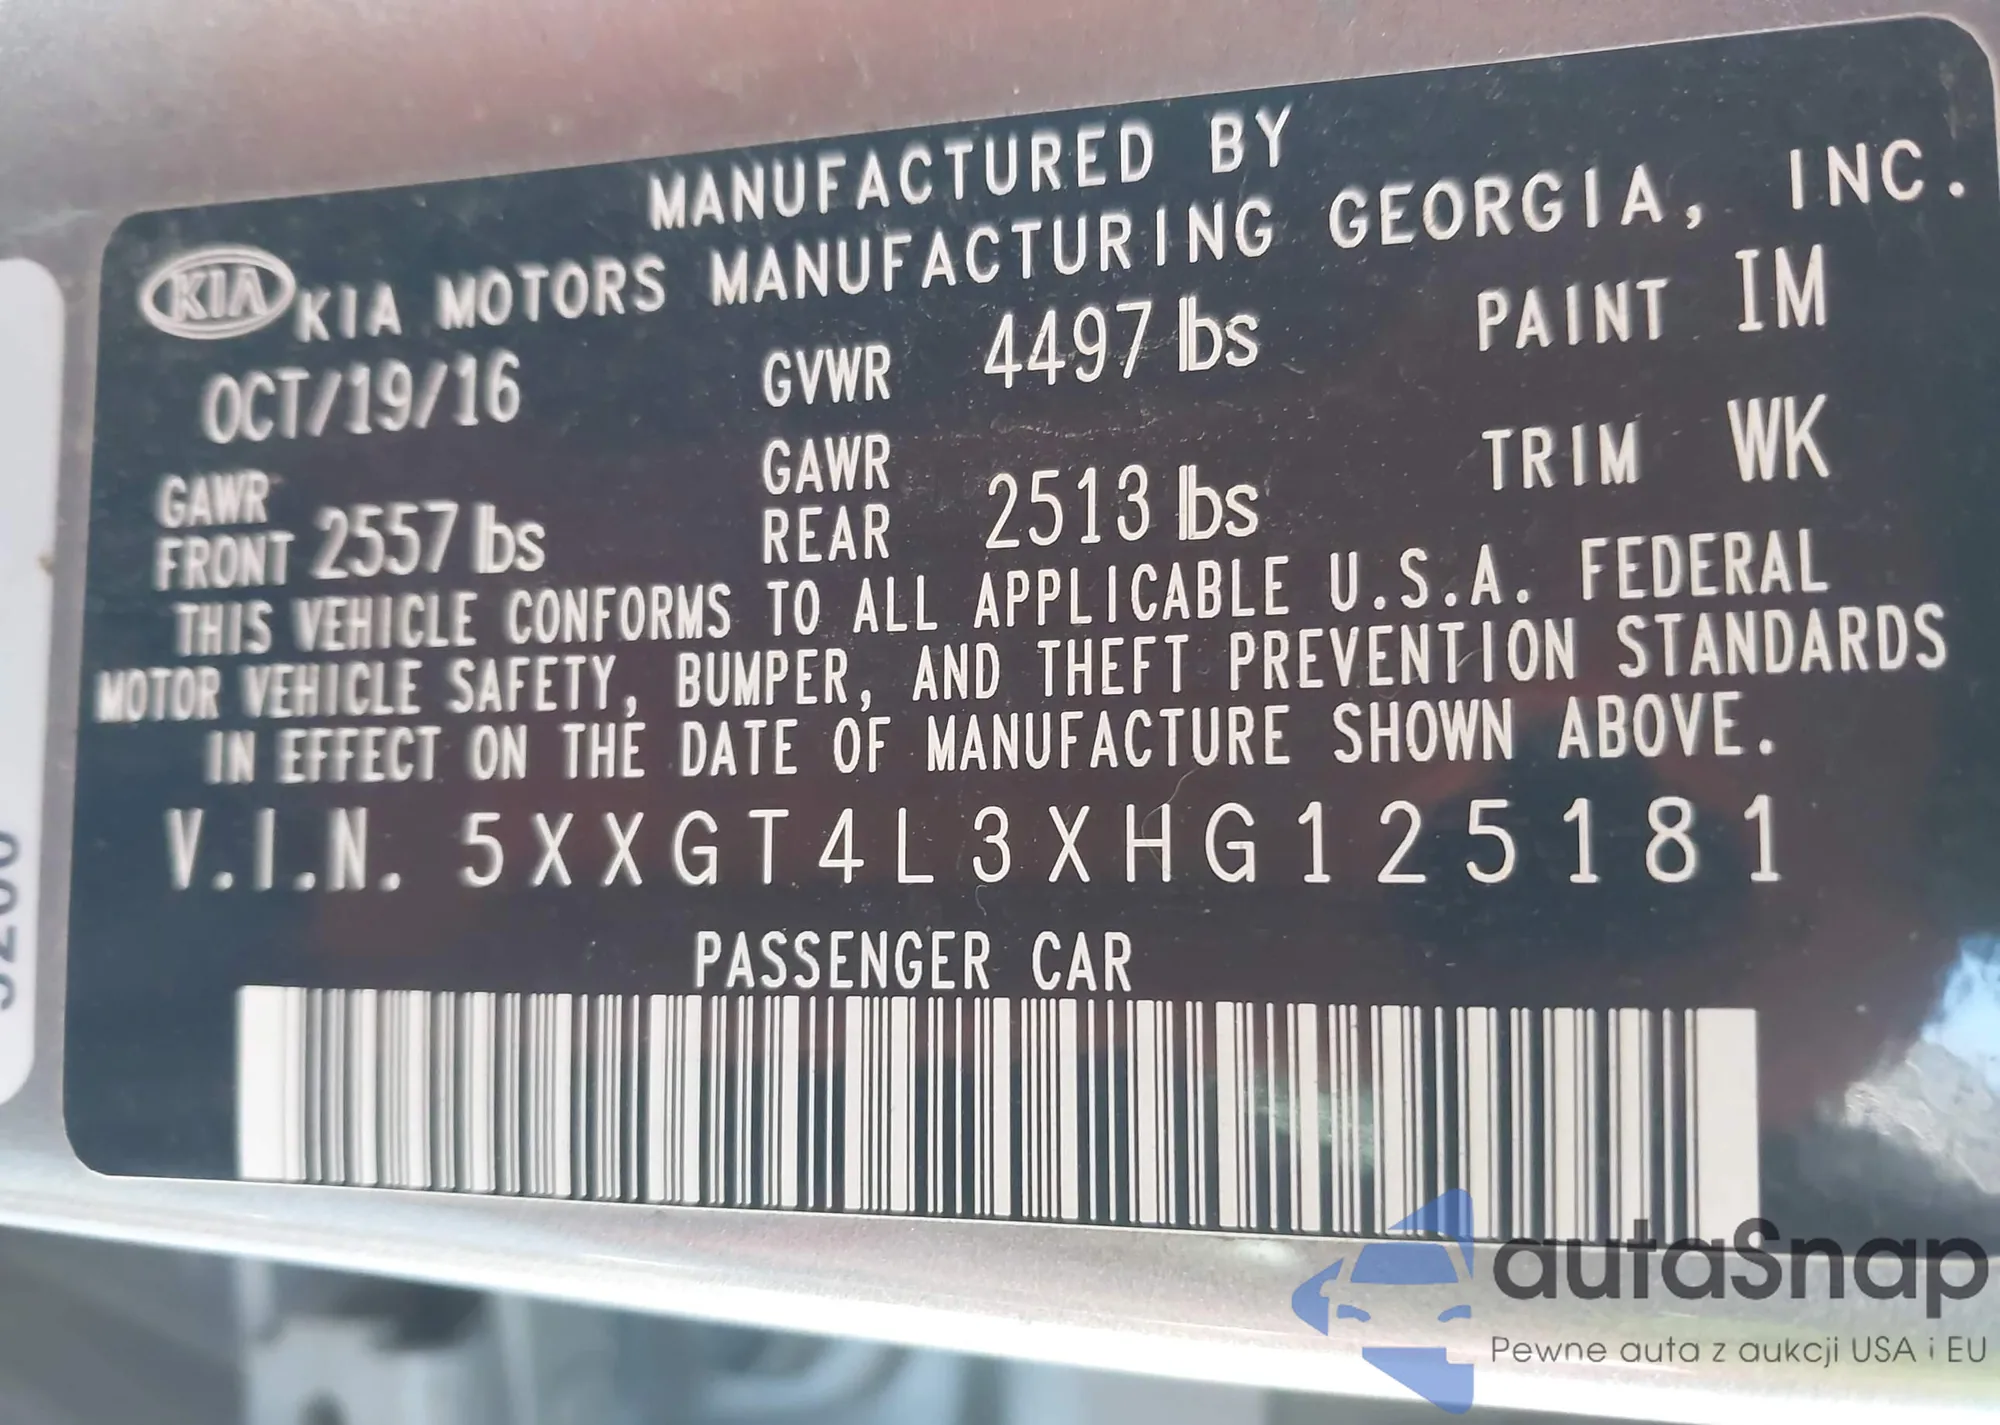 MANUFACTURED BY
KIA KIA MOTORS MANUFACTURING GEORGIA, INC.
OCT/19/16 GVWR 4497 lbs PAINT IM
GAWR FRONT 2557 lbs GAWR REAR 2513 lbs TRIM WK
THIS VEHICLE CONFORMS TO ALL APPLICABLE U.S.A. FEDERAL
MOTOR VEHICLE SAFETY, BUMPER, AND THEFT PREVENTION STANDARDS
IN EFFECT ON THE DATE OF MANUFACTURE SHOWN ABOVE.
V.I.N. 5XXGT4L3XHG125181
PASSENGER CAR
autaSnap
Pewne auta z aukcji USA i EU